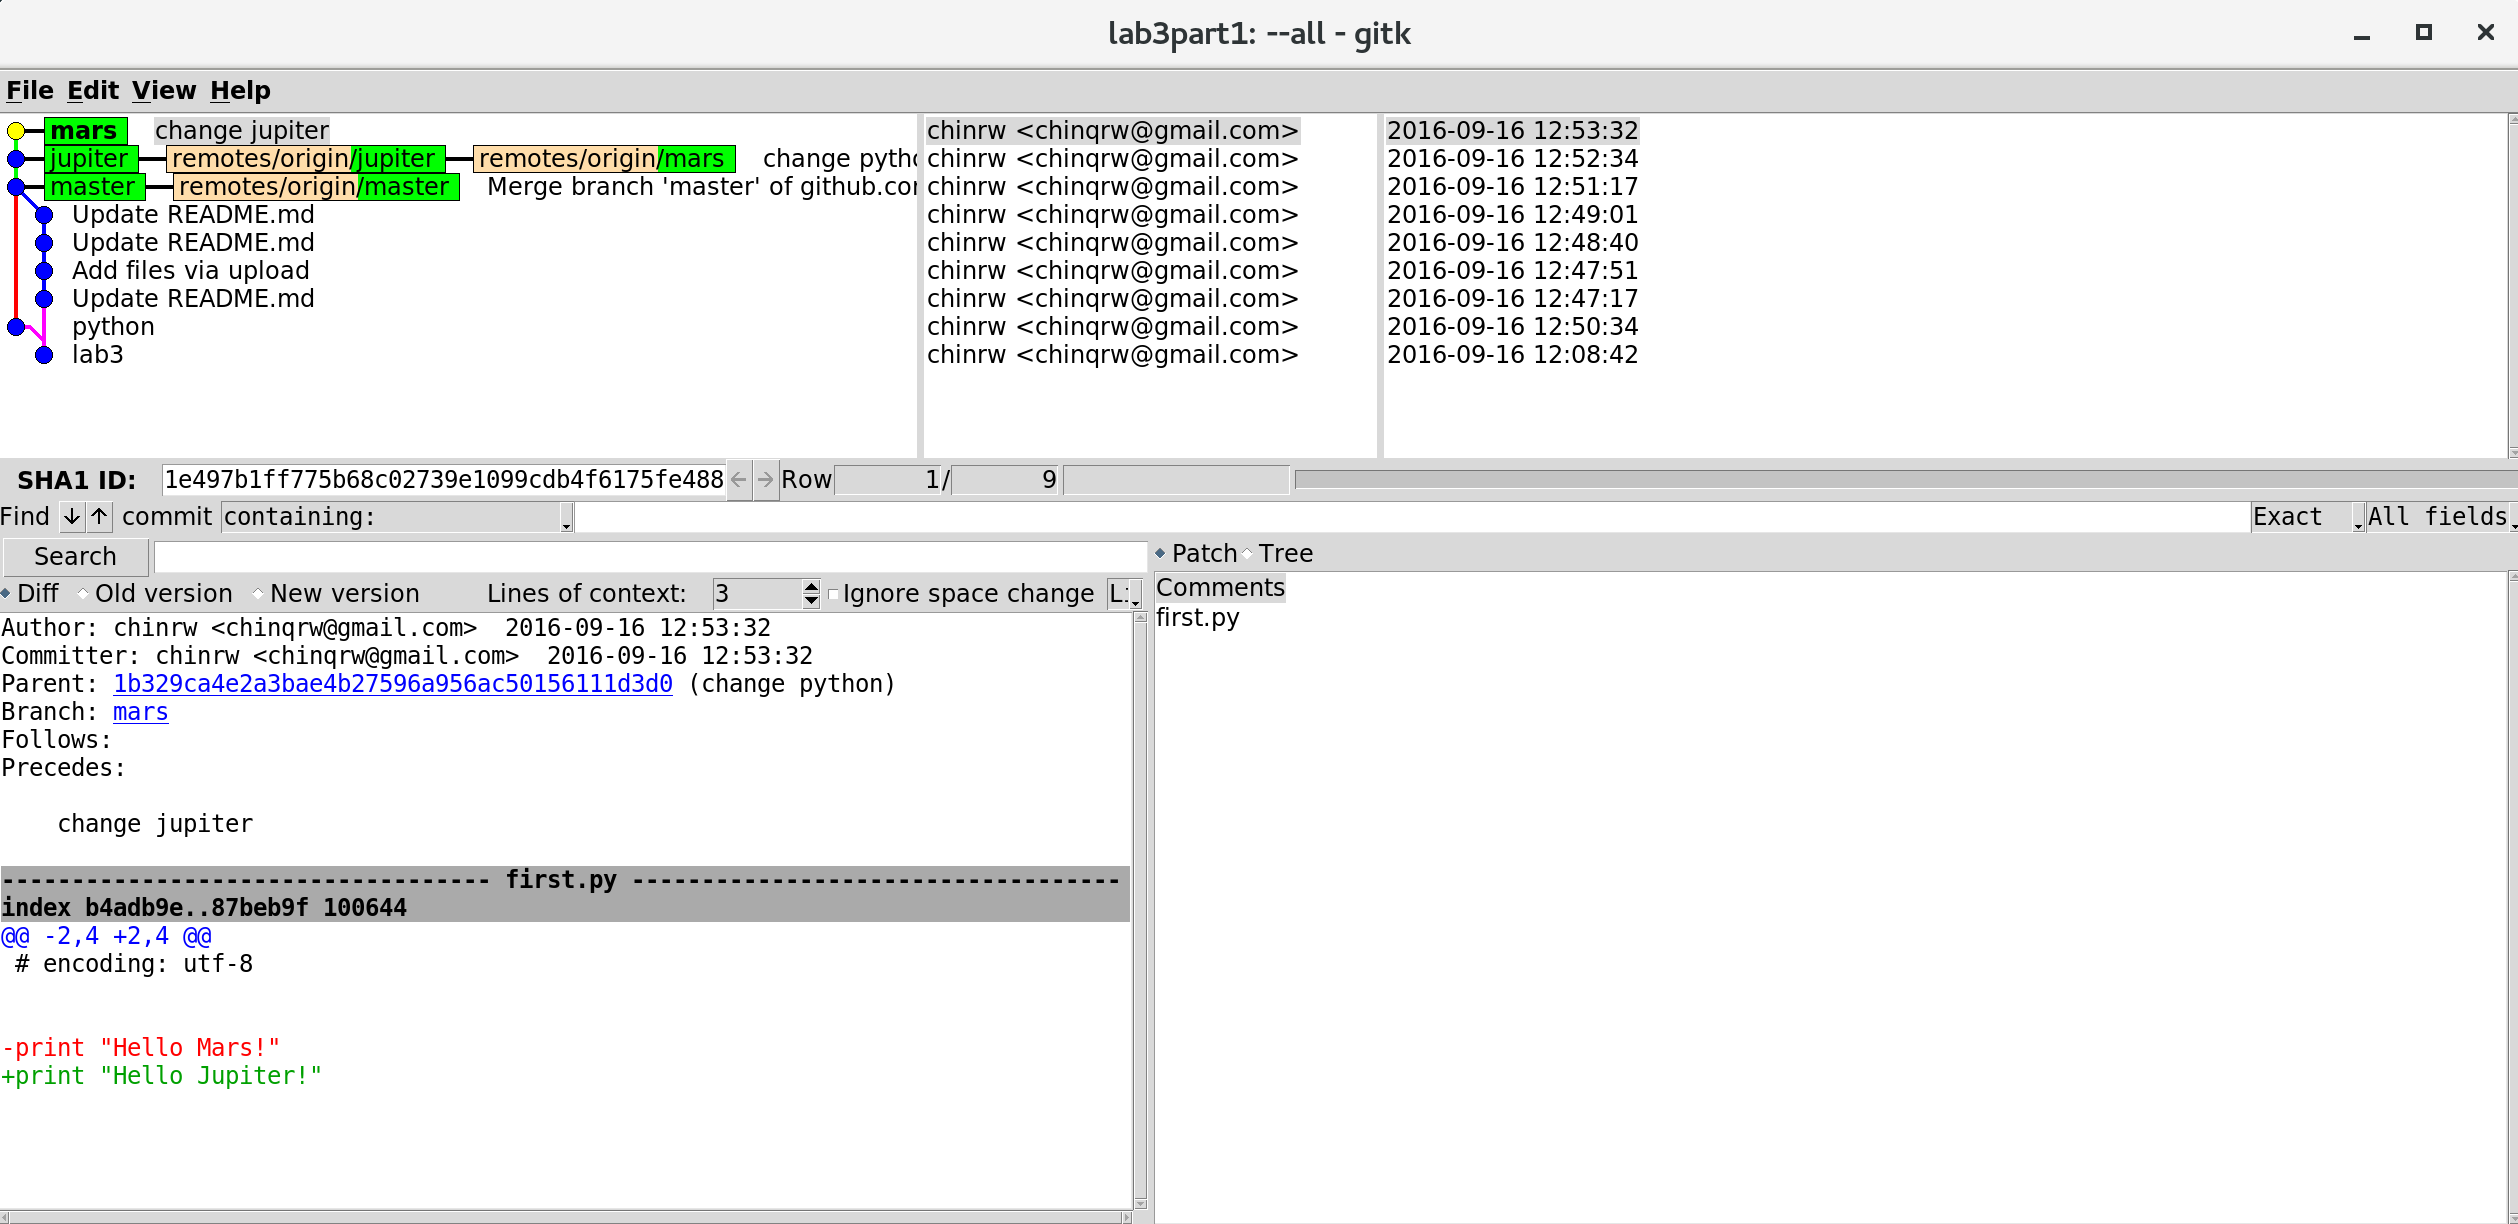 lab3part1: --all - gitk
File Edit View Help
mars change jupiter chinrw <chinqrw@gmail.com> 2016-09-16 12:53:32
jupiter remotes/origin/jupiter remotes/origin/mars change pytho chinrw <chinqrw@gmail.com> 2016-09-16 12:52:34
master remotes/origin/master Merge branch 'master' of github.co chinrw <chinqrw@gmail.com> 2016-09-16 12:51:17
Update README.md chinrw <chinqrw@gmail.com> 2016-09-16 12:49:01
Update README.md chinrw <chinqrw@gmail.com> 2016-09-16 12:48:40
Add files via upload chinrw <chinqrw@gmail.com> 2016-09-16 12:47:51
Update README.md chinrw <chinqrw@gmail.com> 2016-09-16 12:47:17
python chinrw <chinqrw@gmail.com> 2016-09-16 12:50:34
lab3 chinrw <chinqrw@gmail.com> 2016-09-16 12:08:42
SHA1 ID: 1e497b1ff775b68c02739e1099cdb4f6175fe488 ← → Row 1/ 9
Find ↓ ↑ commit containing: Exact All fields
Search Patch Tree
Diff Old version New version Lines of context: 3 Ignore space change Li
Comments
first.py
Author: chinrw <chinqrw@gmail.com>  2016-09-16 12:53:32
Committer: chinrw <chinqrw@gmail.com>  2016-09-16 12:53:32
Parent: 1b329ca4e2a3bae4b27596a956ac50156111d3d0 (change python)
Branch: mars
Follows:
Precedes:
change jupiter
----------------------------------- first.py -----------------------------------
index b4adb9e..87beb9f 100644
@@ -2,4 +2,4 @@
# encoding: utf-8
-print "Hello Mars!"
+print "Hello Jupiter!"